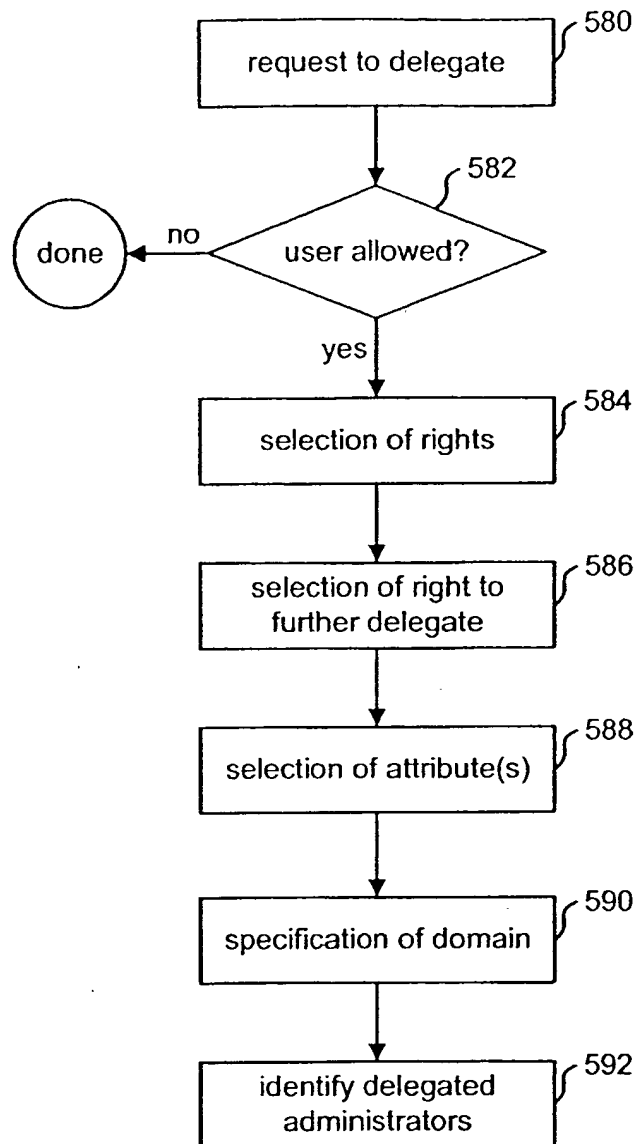 580
request to delegate
582
done
no
user allowed?
yes
584
selection of rights
586
selection of right to
further delegate
588
selection of attribute(s)
590
specification of domain
592
identify delegated
administrators